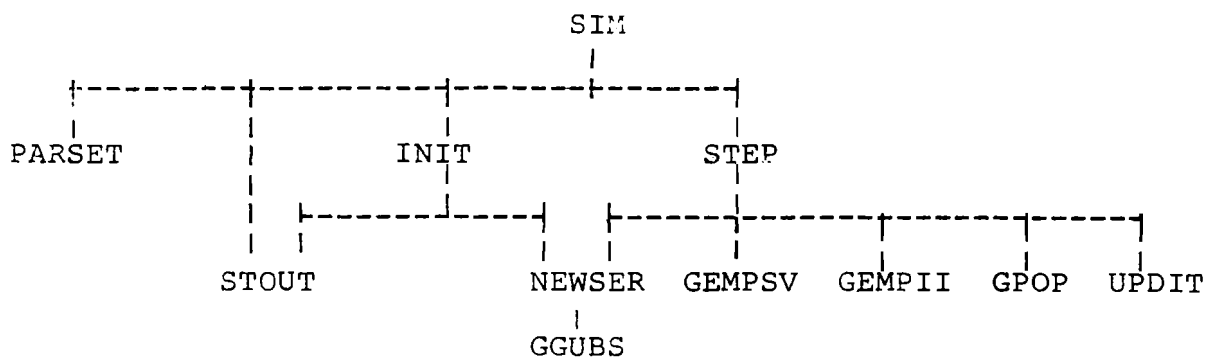 SIM
PARSET INIT STEP
STOUT NEWSER GEMPSV GEMPII GPOP UPDIT
GGUBS